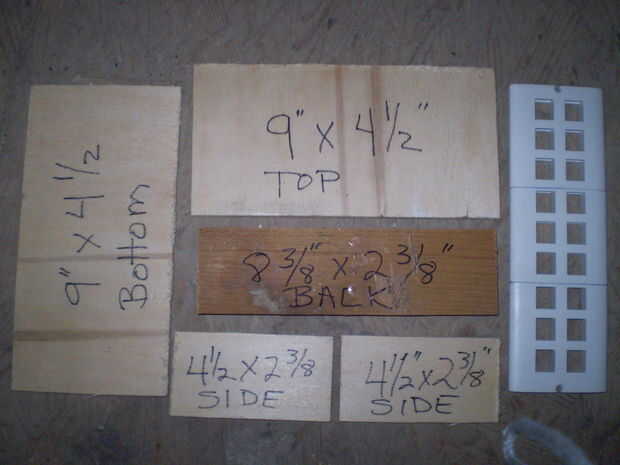 9" x 4 1/2
Bottom
9" x 4 1/2"
TOP
8 3/8" x 2 3/8"
BACK
4 1/2 x 2 3/8
SIDE
4 1/2" x 2 3/8"
SIDE